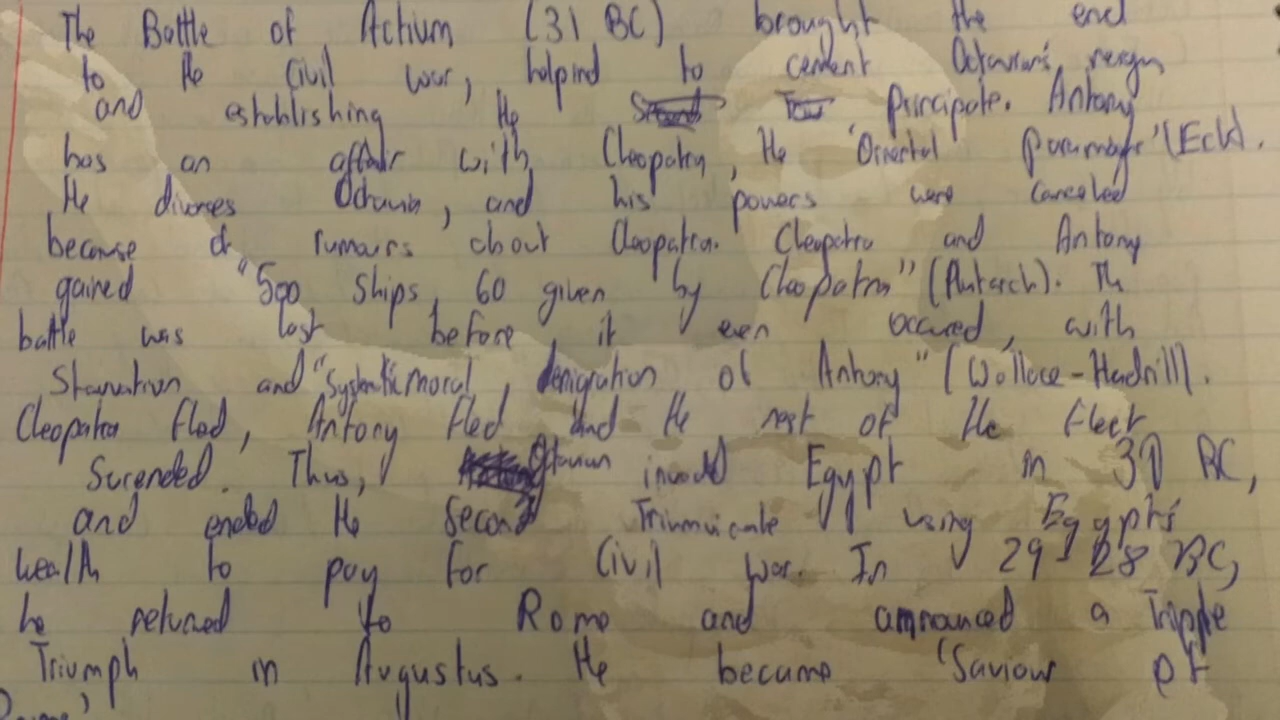 The Battle of Actium (31 BC) brought the end
to the Civil war, helpind to cement Octavian's reign
and establishing the Principate. Antony
has an affair with Cleopatra, the 'Oriental paramour' (Eck).
He divorces Octavia, and his powers were canceled
because of rumours about Cleopatra. Cleopatra and Antony
gained "500 ships, 60 given by Cleopatra" (Plutarch). The
battle was lost before it even occured, with
Starvation and "systematic moral denigration of Antony" (Wallace-Hadrill).
Cleopatra fled, Antony fled and the rest of the fleet
Surended. Thus, Octavian invaded Egypt in 30 BC,
and ended the Second Triumvirate using Egypt's
wealth to pay for Civil war. In 29-28 BC,
he returned to Rome and announced a Tripple
Triumph in Augustus. He became 'Saviour of